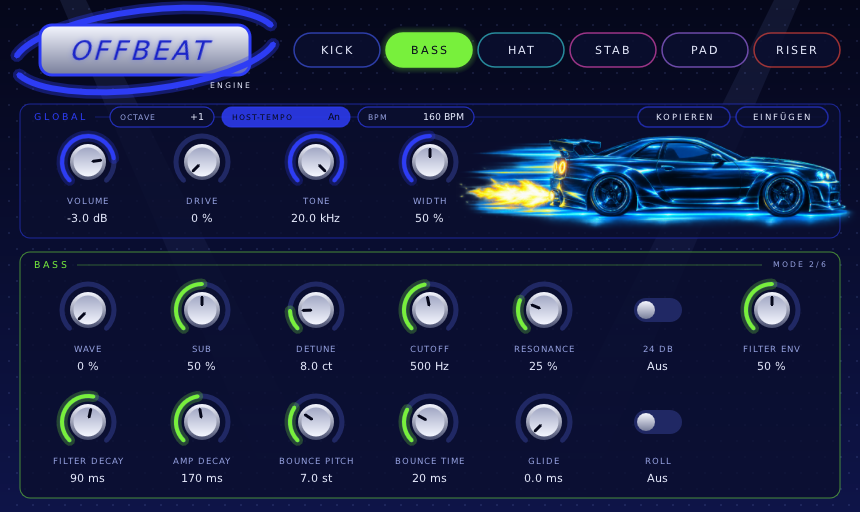 OFFBEAT
ENGINE
KICK BASS HAT STAB PAD RISER
GLOBAL OCTAVE +1 HOST-TEMPO An BPM 160 BPM KOPIEREN EINFÜGEN
VOLUME DRIVE TONE WIDTH
-3.0 dB 0 % 20.0 kHz 50 %
BASS MODE 2/6
WAVE SUB DETUNE CUTOFF RESONANCE 24 DB FILTER ENV
0 % 50 % 8.0 ct 500 Hz 25 % Aus 50 %
FILTER DECAY AMP DECAY BOUNCE PITCH BOUNCE TIME GLIDE ROLL
90 ms 170 ms 7.0 st 20 ms 0.0 ms Aus